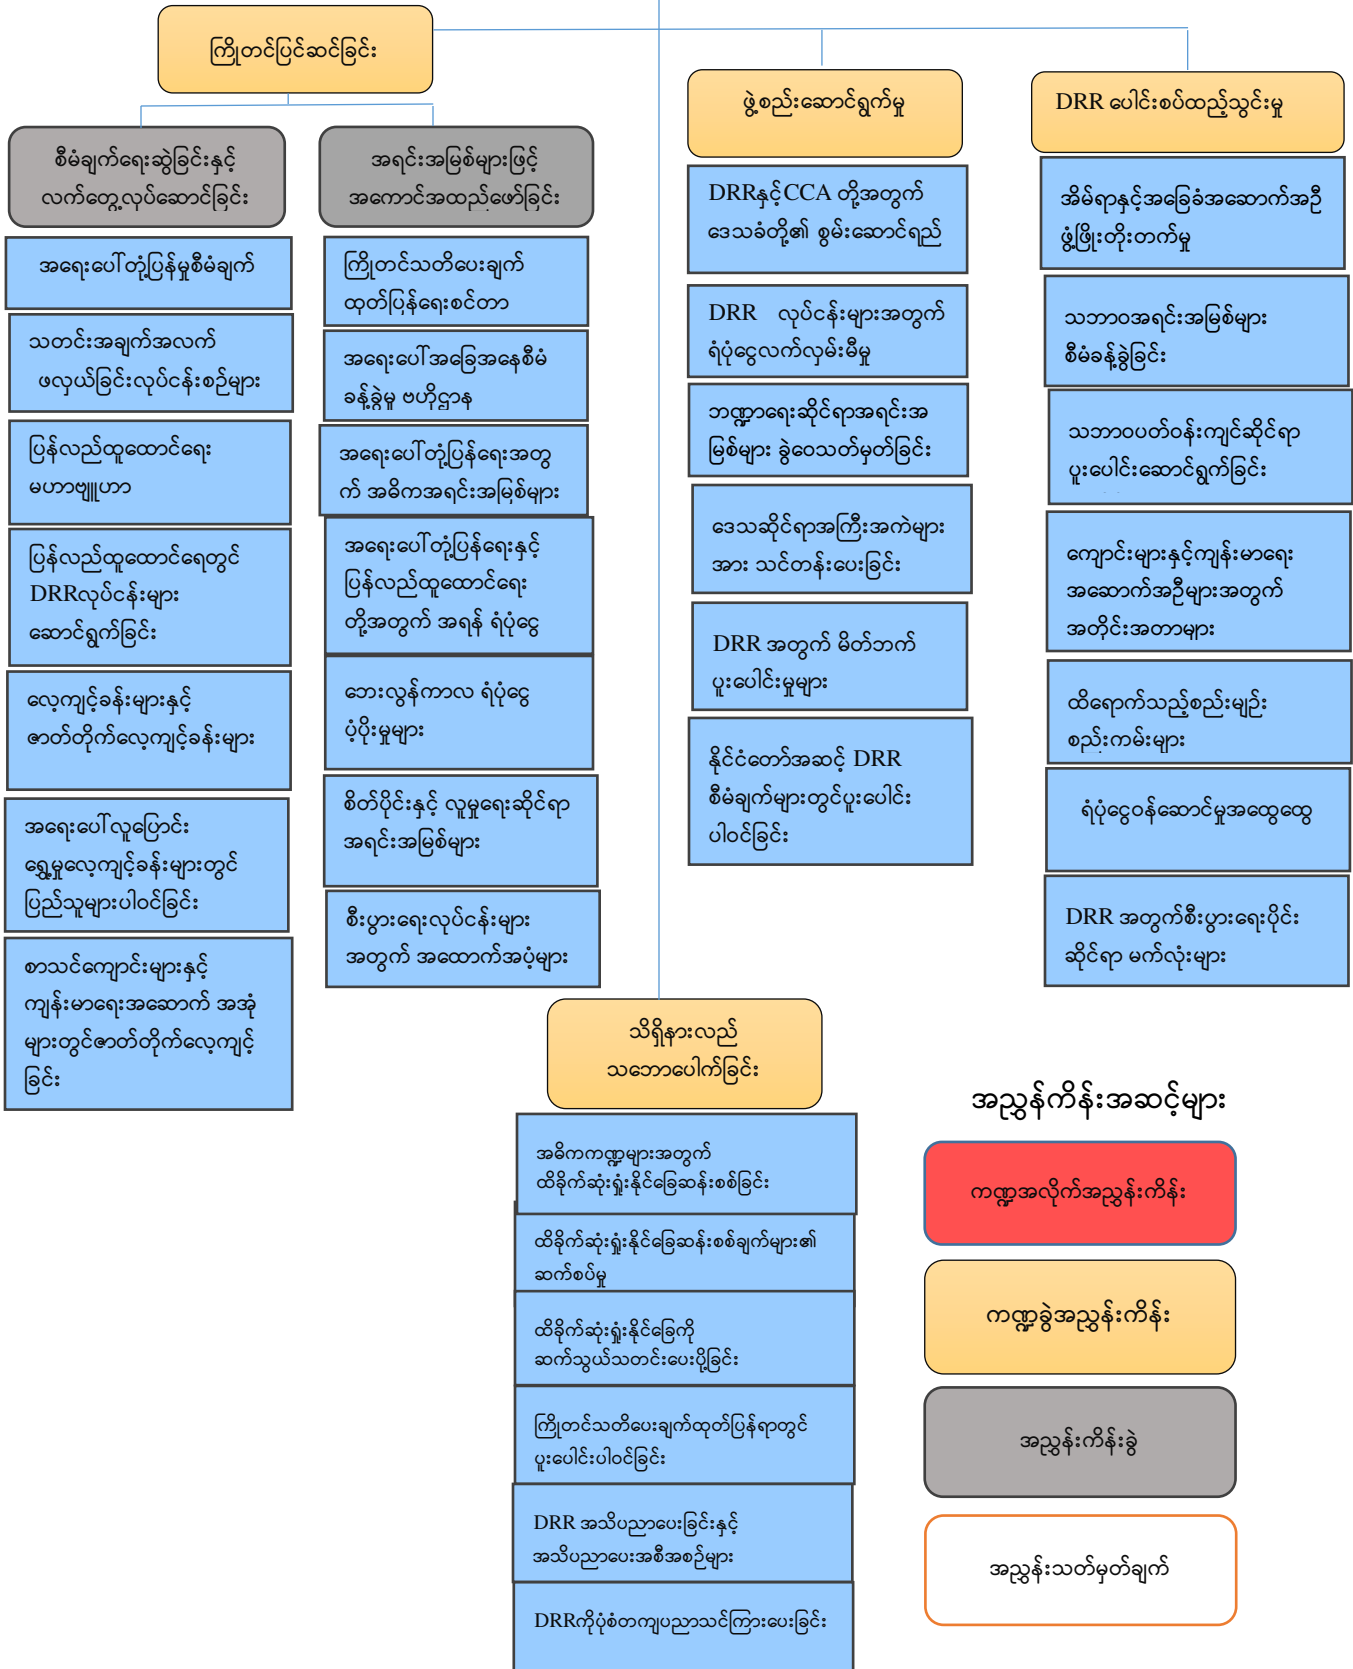 ကြိုတင်ပြင်ဆင်ခြင်း
စီမံချက်ရေးဆွဲခြင်းနှင့်
လက်တွေ့လုပ်ဆောင်ခြင်း
အရေးပေါ်တုံ့ပြန်မှုစီမံချက်
သတင်းအချက်အလက်
ဖလှယ်ခြင်းလုပ်ငန်းစဉ်များ
ပြန်လည်ထူထောင်ရေး
မဟာဗျူဟာ
ပြန်လည်ထူထောင်ရေတွင်
DRRလုပ်ငန်းများ
ဆောင်ရွက်ခြင်း
လေ့ကျင့်ခန်းများနှင့်
ဇာတ်တိုက်လေ့ကျင့်ခန်းများ
အရေးပေါ်လူပြောင်း
ရွှေ့မှုလေ့ကျင့်ခန်းများတွင်
ပြည်သူများပါဝင်ခြင်း
စာသင်ကျောင်းများနှင့်
ကျန်းမာရေးအဆောက် အအုံ
များတွင်ဇာတ်တိုက်လေ့ကျင့်
ခြင်း
အရင်းအမြစ်များဖြင့်
အကောင်အထည်ဖော်ခြင်း
ကြိုတင်သတိပေးချက်
ထုတ်ပြန်ရေးစင်တာ
အရေးပေါ်အခြေအနေစီမံ
ခန့်ခွဲမှု ဗဟိုဌာန
အရေးပေါ်တုံ့ပြန်ရေးအတွ
က် အဓိကအရင်းအမြစ်များ
အရေးပေါ်တုံ့ပြန်ရေးနှင့်
ပြန်လည်ထူထောင်ရေး
တို့အတွက် အရန် ရံပုံငွေ
ဘေးလွန်ကာလ ရံပုံငွေ
ပံ့ပိုးမှုများ
စိတ်ပိုင်းနှင့် လူမှုရေးဆိုင်ရာ
အရင်းအမြစ်များ
စီးပွားရေးလုပ်ငန်းများ
အတွက် အထောက်အပံ့များ
ဖွဲ့စည်းဆောင်ရွက်မှု
DRRနှင့်CCA တို့အတွက်
ဒေသခံတို့၏ စွမ်းဆောင်ရည်
DRR လုပ်ငန်းများအတွက်
ရံပုံငွေလက်လှမ်းမီမှု
ဘဏ္ဍာရေးဆိုင်ရာအရင်းအ
မြစ်များ ခွဲဝေသတ်မှတ်ခြင်း
ဒေသဆိုင်ရာအကြီးအကဲများ
အား သင်တန်းပေးခြင်း
DRR အတွက် မိတ်ဘက်
ပူးပေါင်းမှုများ
နိုင်ငံတော်အဆင့် DRR
စီမံချက်များတွင်ပူးပေါင်း
ပါဝင်ခြင်း
DRR ပေါင်းစပ်ထည့်သွင်းမှု
အိမ်ရာနှင့်အခြေခံအဆောက်အဦ
ဖွံ့ဖြိုးတိုးတက်မှု
သဘာဝအရင်းအမြစ်များ
စီမံခန့်ခွဲခြင်း
သဘာဝပတ်ဝန်းကျင်ဆိုင်ရာ
ပူးပေါင်းဆောင်ရွက်ခြင်း
ကျောင်းများနှင့်ကျန်းမာရေး
အဆောက်အဦများအတွက်
အတိုင်းအတာများ
ထိရောက်သည့်စည်းမျဉ်း
စည်းကမ်းများ
ရံပုံငွေဝန်ဆောင်မှုအထွေထွေ
DRR အတွက်စီးပွားရေးပိုင်း
ဆိုင်ရာ မက်လုံးများ
သိရှိနားလည်
သဘောပေါက်ခြင်း
အဓိကကဏ္ဍများအတွက်
ထိခိုက်ဆုံးရှုံးနိုင်ခြေဆန်းစစ်ခြင်း
ထိခိုက်ဆုံးရှုံးနိုင်ခြေဆန်းစစ်ချက်များ၏
ဆက်စပ်မှု
ထိခိုက်ဆုံးရှုံးနိုင်ခြေကို
ဆက်သွယ်သတင်းပေးပို့ခြင်း
ကြိုတင်သတိပေးချက်ထုတ်ပြန်ရာတွင်
ပူးပေါင်းပါဝင်ခြင်း
DRR အသိပညာပေးခြင်းနှင့်
အသိပညာပေးအစီအစဉ်များ
DRRကိုပုံစံတကျပညာသင်ကြားပေးခြင်း
အညွှန်ကိန်းအဆင့်များ
ကဏ္ဍအလိုက်အညွှန်းကိန်း
ကဏ္ဍခွဲအညွှန်းကိန်း
အညွှန်းကိန်းခွဲ
အညွှန်းသတ်မှတ်ချက်